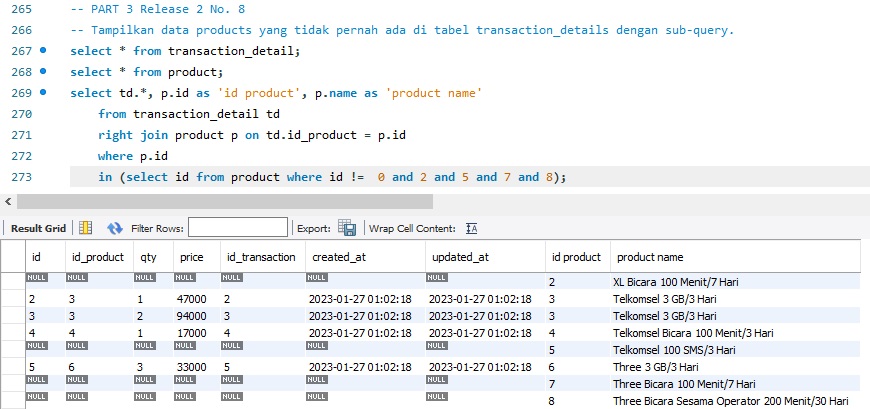 265 -- PART 3 Release 2 No. 8
266 -- Tampilkan data products yang tidak pernah ada di tabel transaction_details dengan sub-query.
267 select * from transaction_detail;
268 select * from product;
269 select td.*, p.id as 'id product', p.name as 'product name'
270 from transaction_detail td
271 right join product p on td.id_product = p.id
272 where p.id
273 in (select id from product where id != 0 and 2 and 5 and 7 and 8);
Result Grid Filter Rows: Export: Wrap Cell Content:
id id_product qty price id_transaction created_at updated_at id product product name
NULL NULL NULL NULL NULL NULL NULL 2 XL Bicara 100 Menit/7 Hari
2 3 1 47000 2 2023-01-27 01:02:18 2023-01-27 01:02:18 3 Telkomsel 3 GB/3 Hari
3 3 2 94000 3 2023-01-27 01:02:18 2023-01-27 01:02:18 3 Telkomsel 3 GB/3 Hari
4 4 1 17000 4 2023-01-27 01:02:18 2023-01-27 01:02:18 4 Telkomsel Bicara 100 Menit/3 Hari
NULL NULL NULL NULL NULL NULL NULL 5 Telkomsel 100 SMS/3 Hari
5 6 3 33000 5 2023-01-27 01:02:18 2023-01-27 01:02:18 6 Three 3 GB/3 Hari
NULL NULL NULL NULL NULL NULL NULL 7 Three Bicara 100 Menit/7 Hari
NULL NULL NULL NULL NULL NULL NULL 8 Three Bicara Sesama Operator 200 Menit/30 Hari